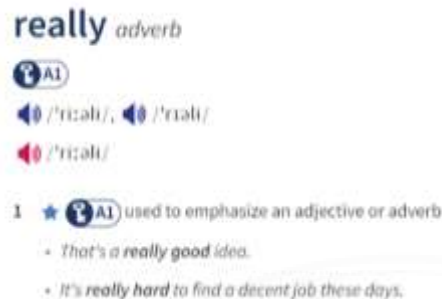 really adverb
A1
/ˈriːəli/, /ˈrɪəli/
/ˈriːəli/
1 A1 used to emphasize an adjective or adverb
• That's a really good idea.
• It's really hard to find a decent job these days.